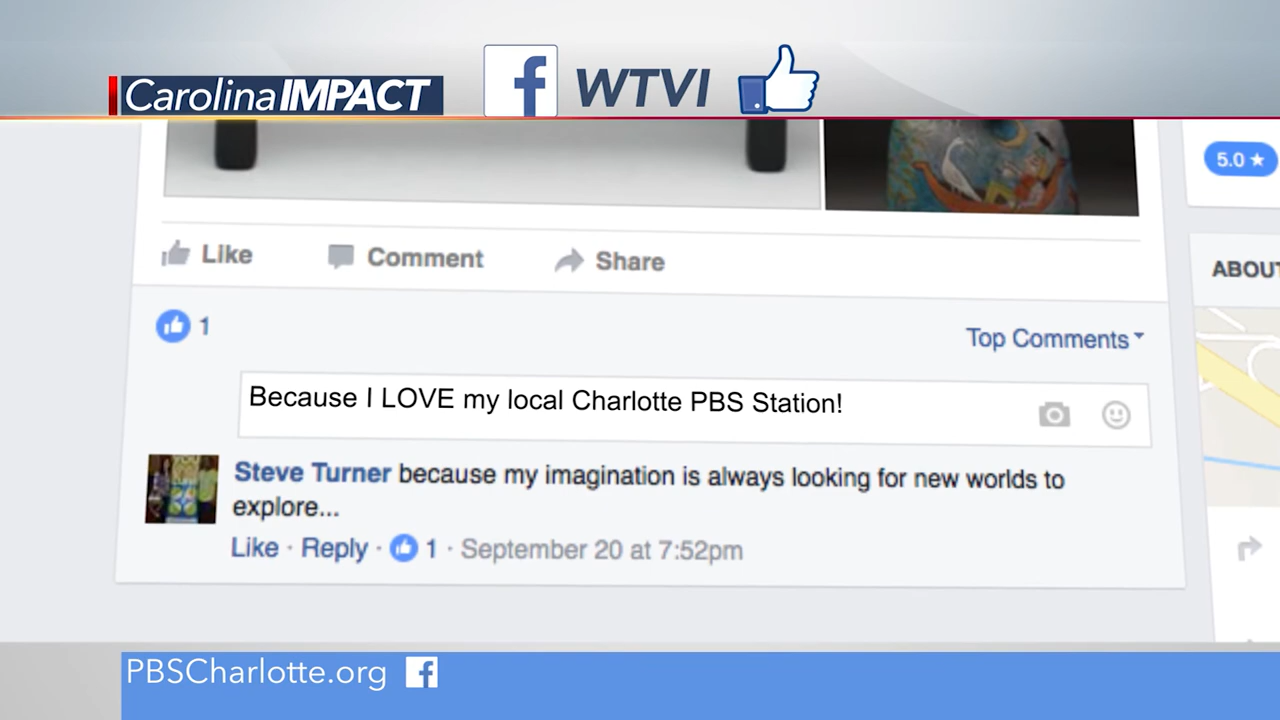 CarolinaIMPACT
f WTVI
5.0 ★
Like Comment Share
ABOU
1
Top Comments
Because I LOVE my local Charlotte PBS Station!
Steve Turner because my imagination is always looking for new worlds to
explore...
Like · Reply · 1 · September 20 at 7:52pm
PBSCharlotte.org f